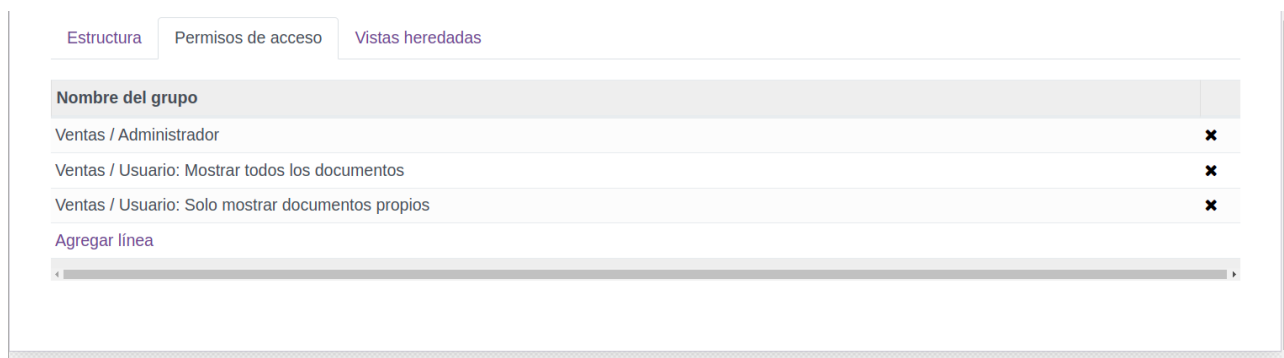 Estructura Permisos de acceso Vistas heredadas
Nombre del grupo
Ventas / Administrador
Ventas / Usuario: Mostrar todos los documentos
Ventas / Usuario: Solo mostrar documentos propios
Agregar línea